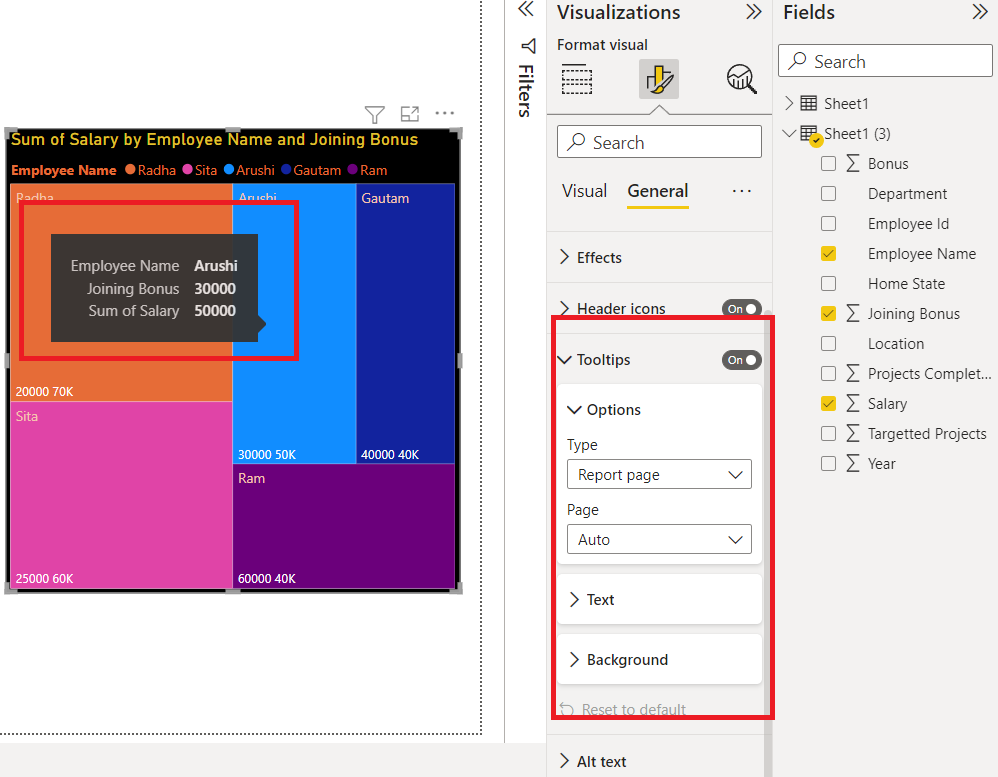 Sum of Salary by Employee Name and Joining Bonus
Employee Name Radha Sita Arushi Gautam Ram
Radha
Arushi
Gautam
Employee Name Arushi
Joining Bonus 30000
Sum of Salary 50000
20000 70K
Sita
30000 50K
40000 40K
Ram
25000 60K
60000 40K
Filters
Visualizations
Format visual
Search
Visual General
Effects
Header icons On
Tooltips On
Options
Type
Report page
Page
Auto
Text
Background
Reset to default
Alt text
Fields
Search
Sheet1
Sheet1 (3)
Bonus
Department
Employee Id
Employee Name
Home State
Joining Bonus
Location
Projects Complet...
Salary
Targetted Projects
Year